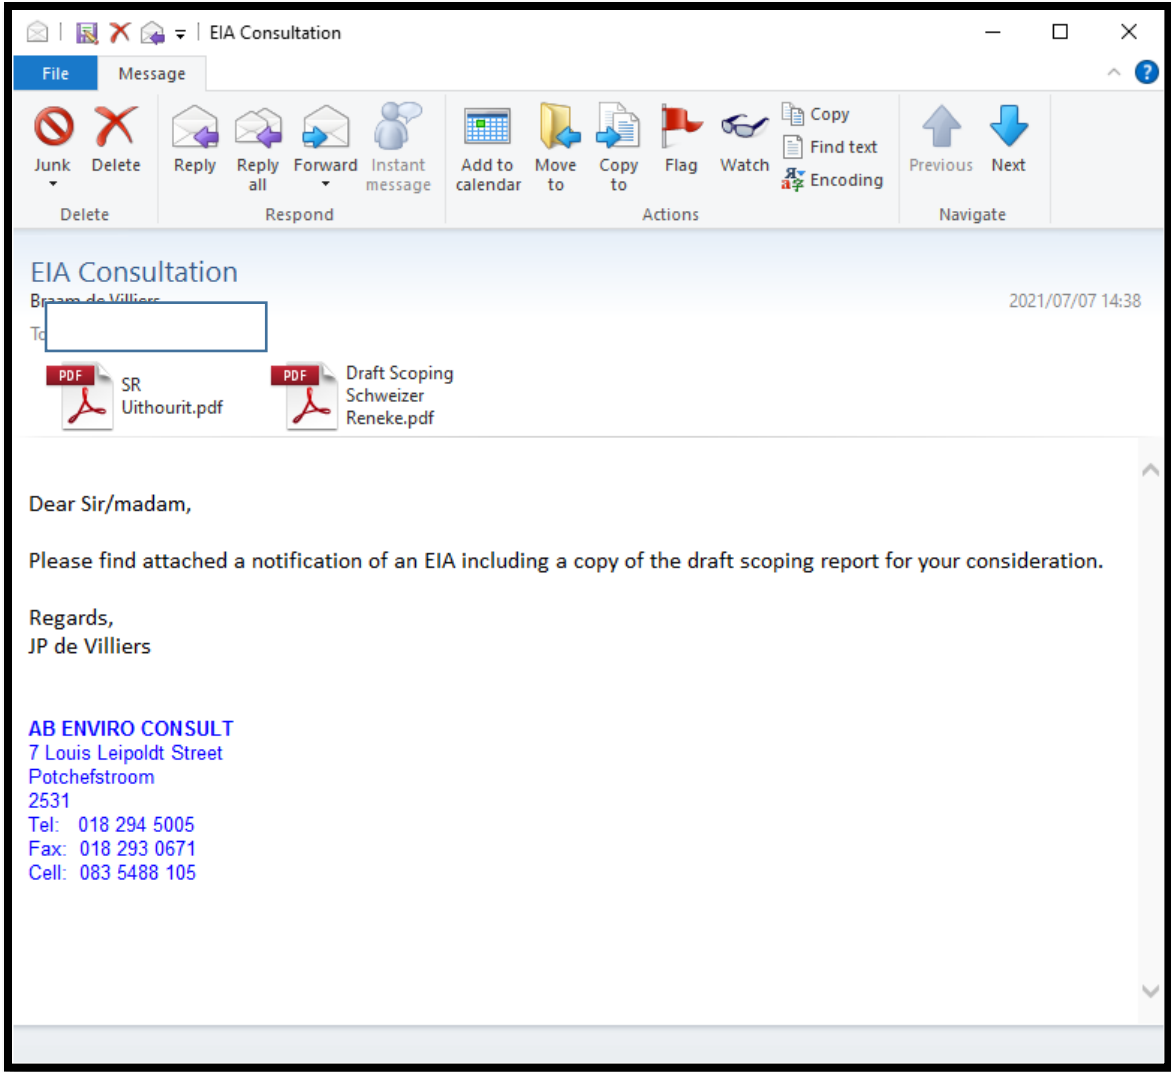 EIA Consultation
File Message
Junk Delete Reply Reply all Forward Instant message Add to calendar Move to Copy to Flag Watch Copy Find text Encoding Previous Next
Delete Respond Actions Navigate
EIA Consultation
Braam de Villiers 2021/07/07 14:38
To
PDF SR Uithourit.pdf
PDF Draft Scoping Schweizer Reneke.pdf
Dear Sir/madam,
Please find attached a notification of an EIA including a copy of the draft scoping report for your consideration.
Regards,
JP de Villiers
AB ENVIRO CONSULT
7 Louis Leipoldt Street
Potchefstroom
2531
Tel: 018 294 5005
Fax: 018 293 0671
Cell: 083 5488 105